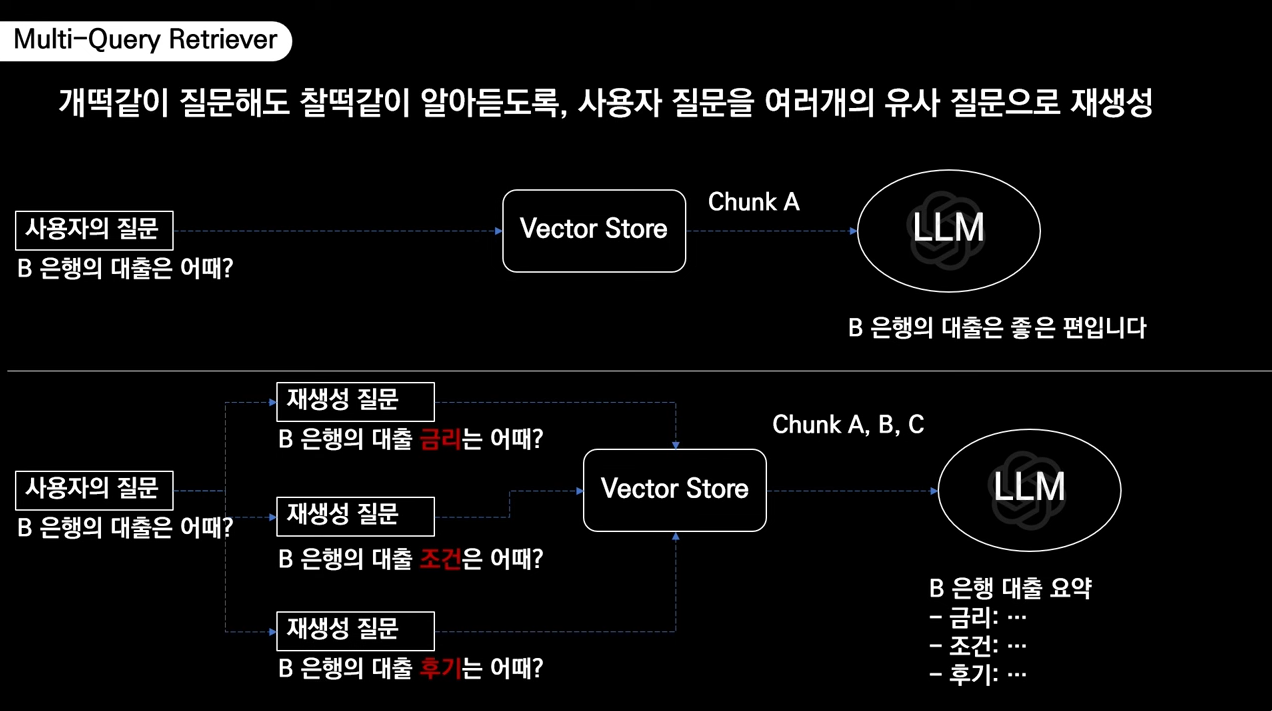 Multi-Query Retriever
개떡같이 질문해도 찰떡같이 알아듣도록, 사용자 질문을 여러개의 유사 질문으로 재생성
사용자의 질문
B 은행의 대출은 어때?
Vector Store
Chunk A
LLM
B 은행의 대출은 좋은 편입니다
사용자의 질문
B 은행의 대출은 어때?
재생성 질문
B 은행의 대출 금리는 어때?
재생성 질문
B 은행의 대출 조건은 어때?
재생성 질문
B 은행의 대출 후기는 어때?
Vector Store
Chunk A, B, C
LLM
B 은행 대출 요약
- 금리: ···
- 조건: ···
- 후기: ···